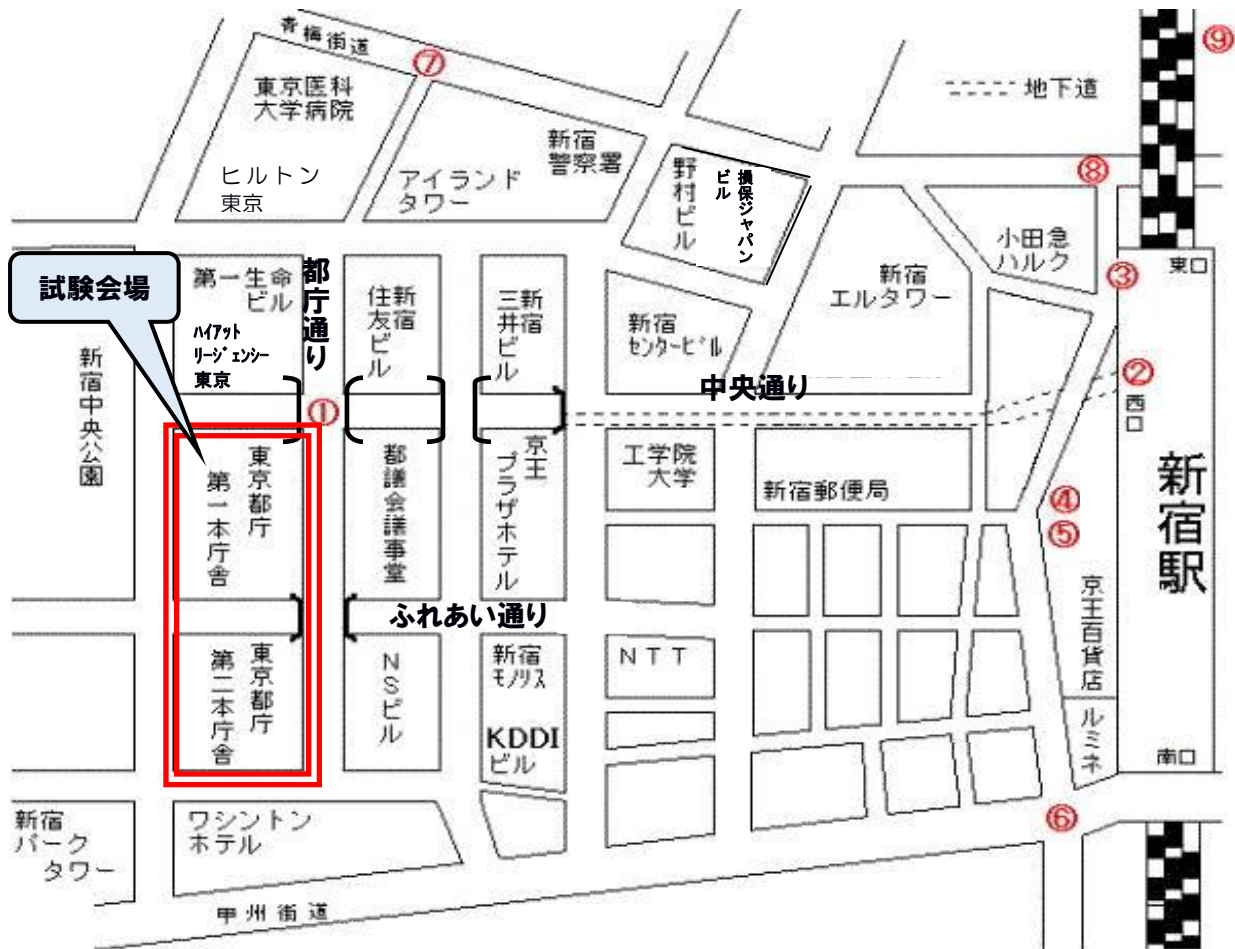 青梅街道
⑦
⑨
東京医科
大学病院
地下道
新宿
警察署
ヒルトン
東京
アイランド
タワー
野村ビル
損保ジャパン
ビル
⑧
小田急
ハルク
東口
③
試験会場
第一生命
ビル
都庁通り
新宿
住友ビル
新宿
三井ビル
新宿
エルタワー
新宿
センタービル
ハイアット
リージェンシー
東京
新宿中央公園
中央通り
②
西口
①
東京都庁
第一本庁舎
都議会議事堂
京王
プラザホテル
工学院
大学
新宿郵便局
④
⑤
新宿駅
京王百貨店
ふれあい通り
東京都庁
第二本庁舎
NSビル
新宿
モノリス
KDDI
ビル
NTT
ルミネ
南口
⑥
新宿
パーク
タワー
ワシントン
ホテル
甲州街道